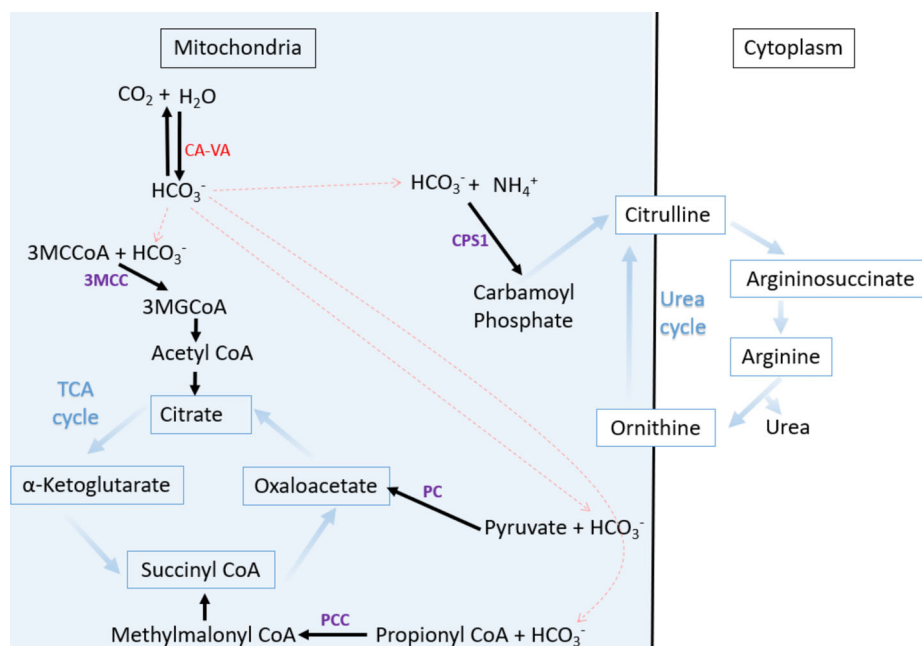 Mitochondria
Cytoplasm
CO₂ + H₂O
CA-VA
HCO₃⁻
HCO₃⁻ + NH₄⁺
CPS1
Carbamoyl
Phosphate
3MCCoA + HCO₃⁻
3MCC
3MGCoA
Acetyl CoA
TCA
cycle
Citrate
α-Ketoglutarate
Oxaloacetate
Succinyl CoA
PC
Pyruvate + HCO₃⁻
PCC
Methylmalonyl CoA
Propionyl CoA + HCO₃⁻
Citrulline
Urea
cycle
Argininosuccinate
Arginine
Ornithine
Urea